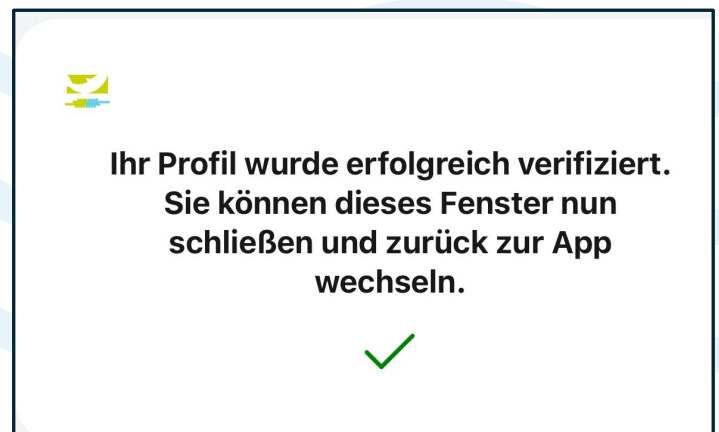 Ihr Profil wurde erfolgreich verifiziert.
Sie können dieses Fenster nun
schließen und zurück zur App
wechseln.